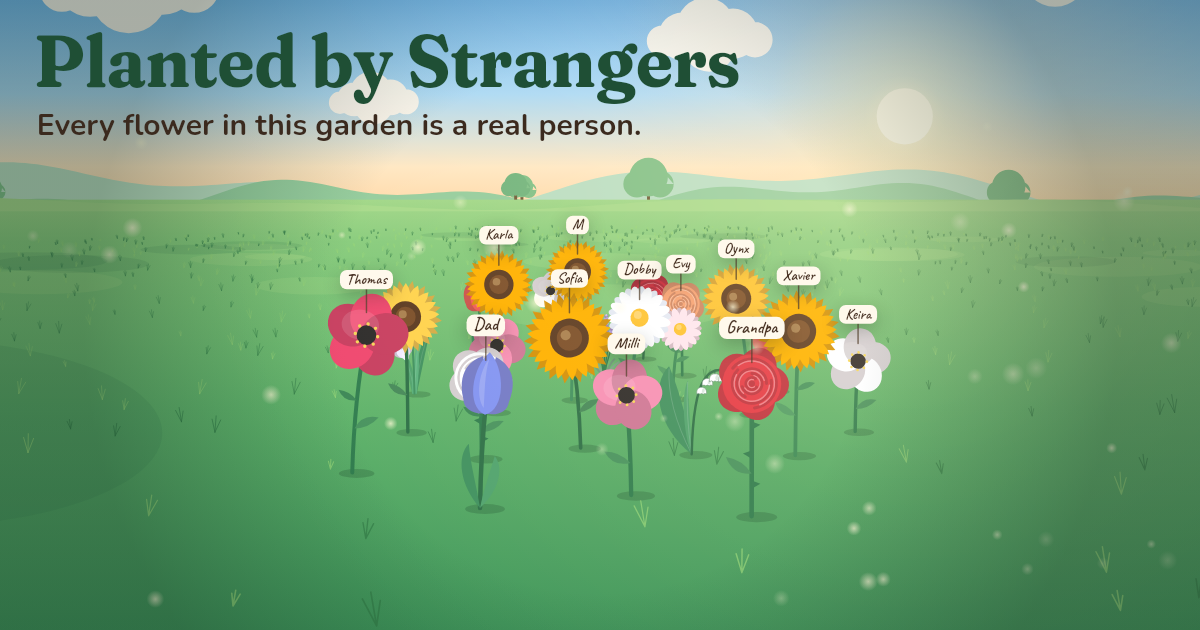 Planted by Strangers
Every flower in this garden is a real person.
M
Karla
Oynx
Evy
Dobby
Sofia
Thomas
Xavier
Keira
Dad
Grandpa
Milli